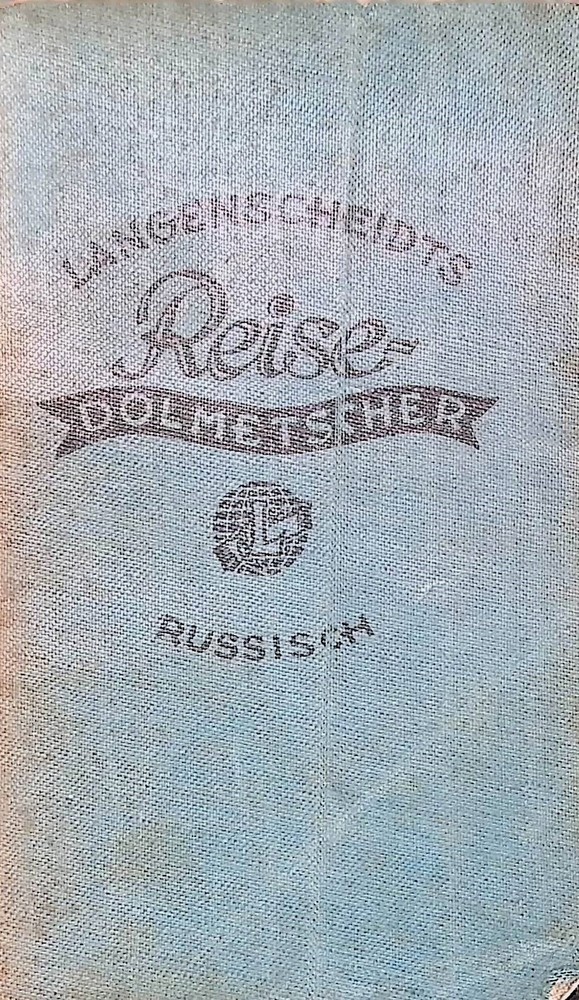 LANGENSCHEIDTS
Reise-
DOLMETSCHER
L
RUSSISCH